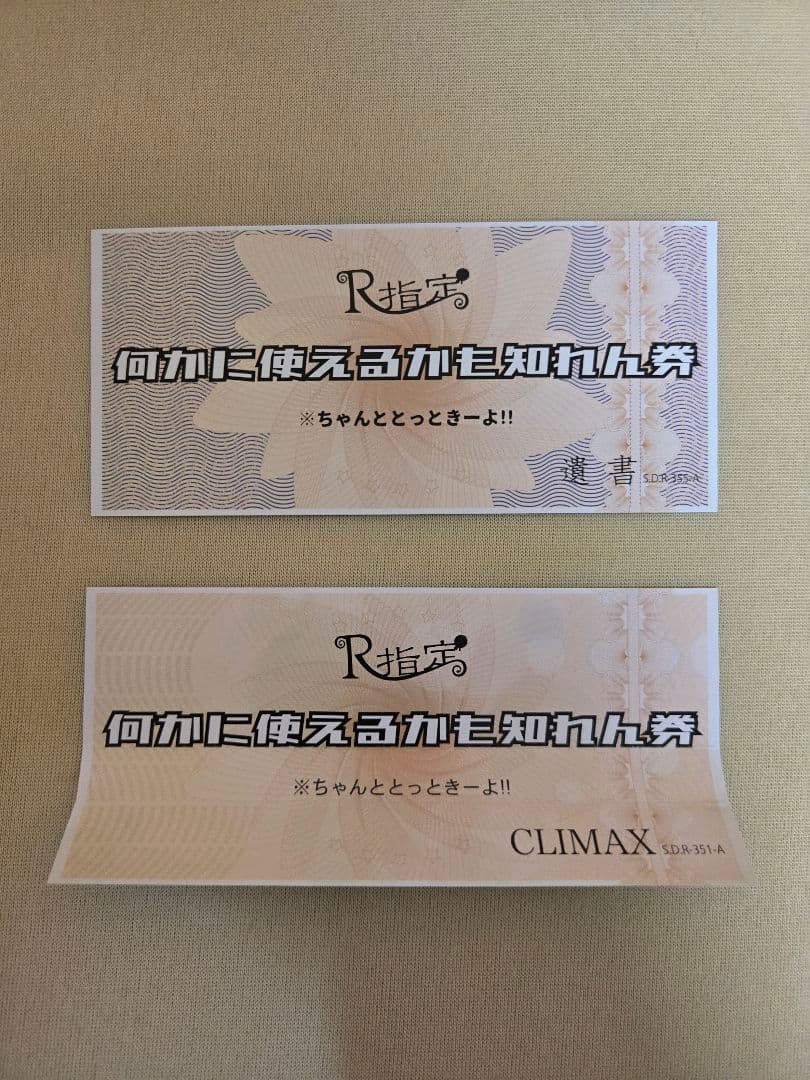 R指定
何かに使えるかも知れん券
※ちゃんととっときーよ!!
遺書 S.D.R-355-A
R指定
何かに使えるかも知れん券
※ちゃんととっときーよ!!
CLIMAX S.D.R-351-A